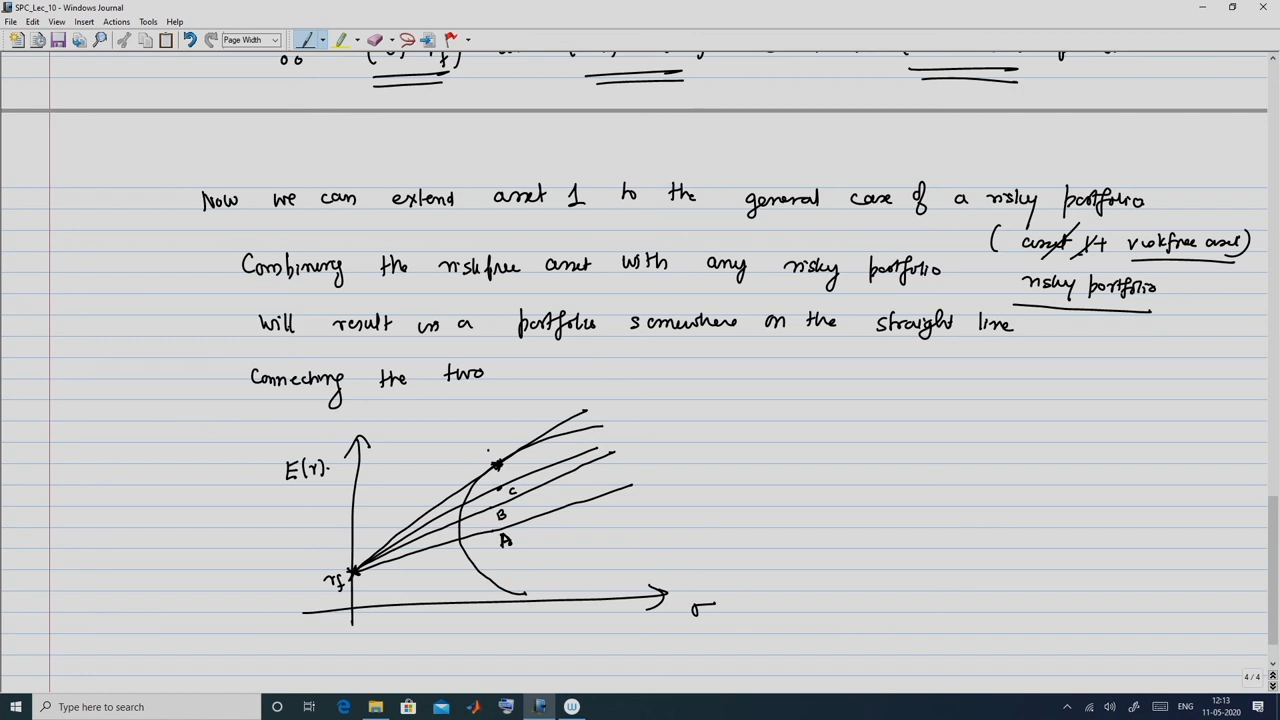 SPC_Lec_10 - Windows Journal
File Edit View Insert Actions Tools Help
Page Width
Now we can extend asset 1 to the general case of a risky portfolio
( asset 1 + riskfree asset)
risky portfolio
Combining the riskfree asset with any risky portfolio
will result in a portfolio somewhere on the straight line
Connecting the two
E(r).
C
B
A
rf
σ
4 / 4
Type here to search
ENG
12:13
11-05-2020